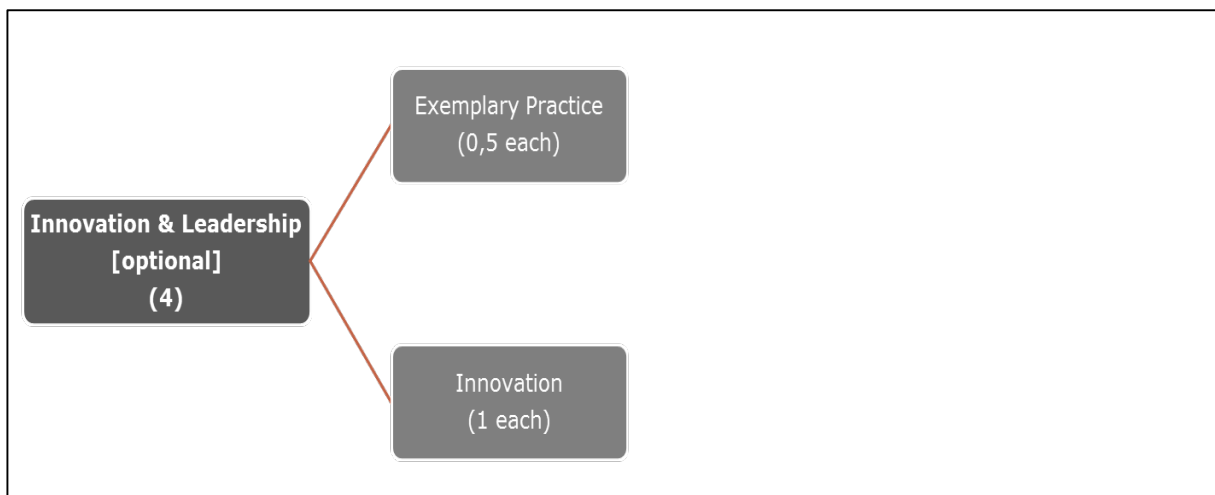 Exemplary Practice
(0,5 each)
Innovation & Leadership
[optional]
(4)
Innovation
(1 each)